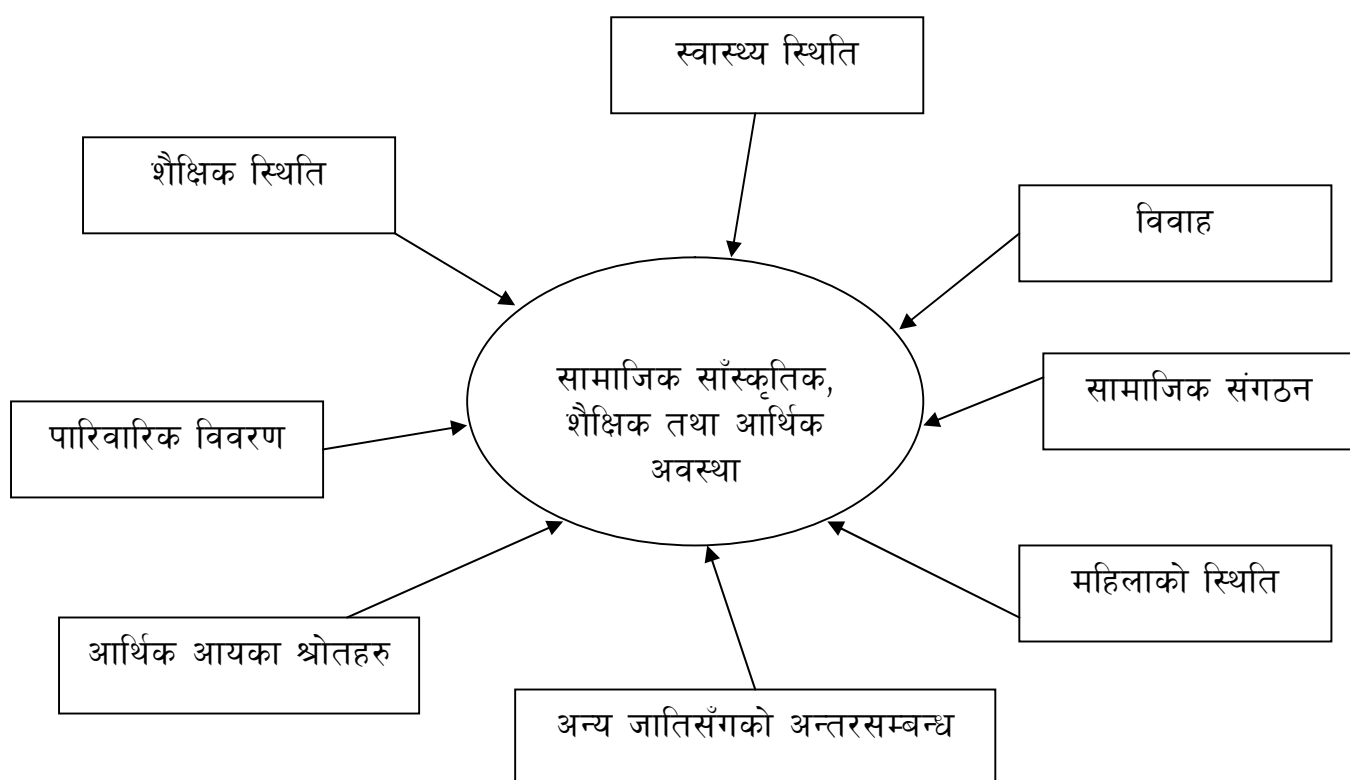 स्वास्थ्य स्थिति
शैक्षिक स्थिति
विवाह
सामाजिक साँस्कृतिक,
शैक्षिक तथा आर्थिक
अवस्था
सामाजिक संगठन
पारिवारिक विवरण
महिलाको स्थिति
आर्थिक आयका श्रोतहरु
अन्य जातिसँगको अन्तरसम्बन्ध